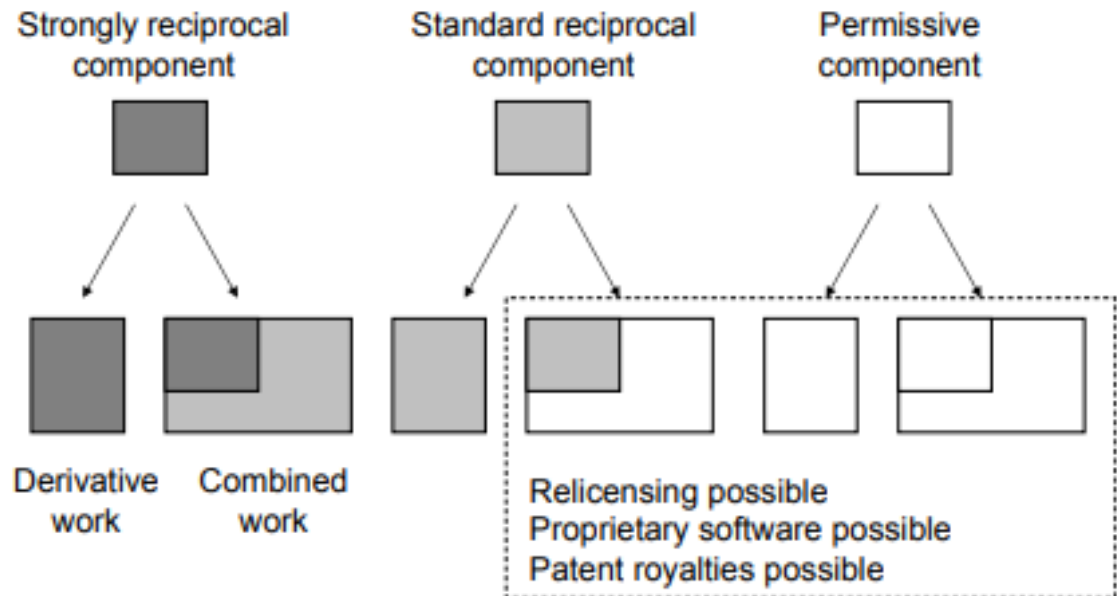 Strongly reciprocal
component
Standard reciprocal
component
Permissive
component
Derivative
work
Combined
work
Relicensing possible
Proprietary software possible
Patent royalties possible